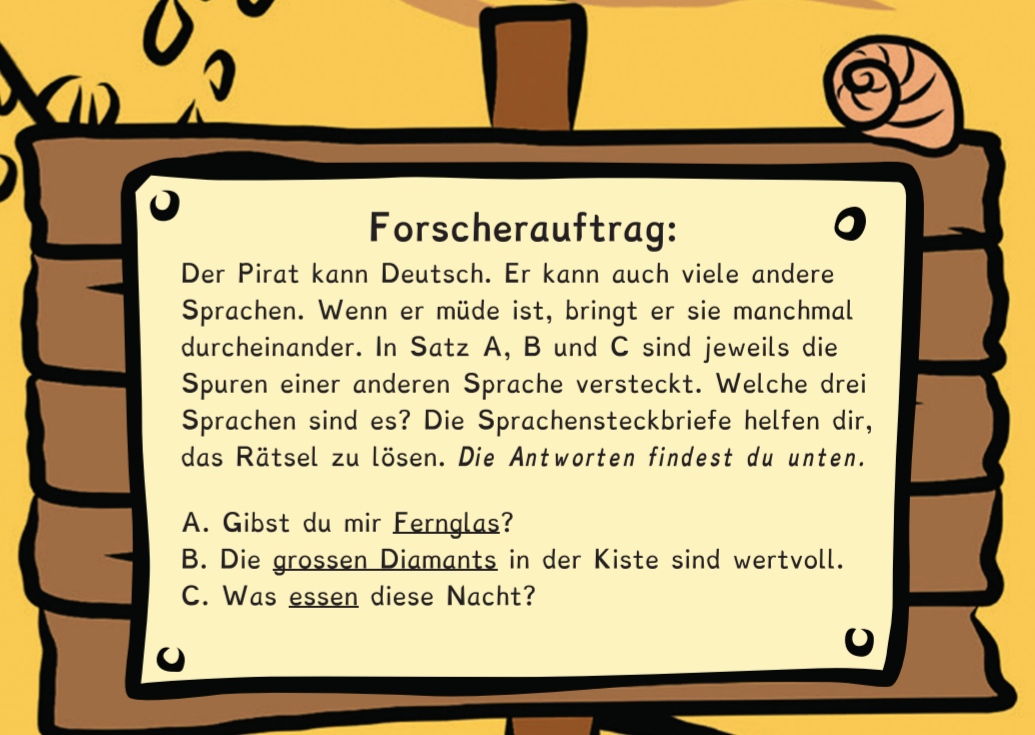 Forscherauftrag:
Der Pirat kann Deutsch. Er kann auch viele andere
Sprachen. Wenn er müde ist, bringt er sie manchmal
durcheinander. In Satz A, B und C sind jeweils die
Spuren einer anderen Sprache versteckt. Welche drei
Sprachen sind es? Die Sprachensteckbriefe helfen dir,
das Rätsel zu lösen. Die Antworten findest du unten.
A. Gibst du mir Fernglas?
B. Die grossen Diamants in der Kiste sind wertvoll.
C. Was essen diese Nacht?